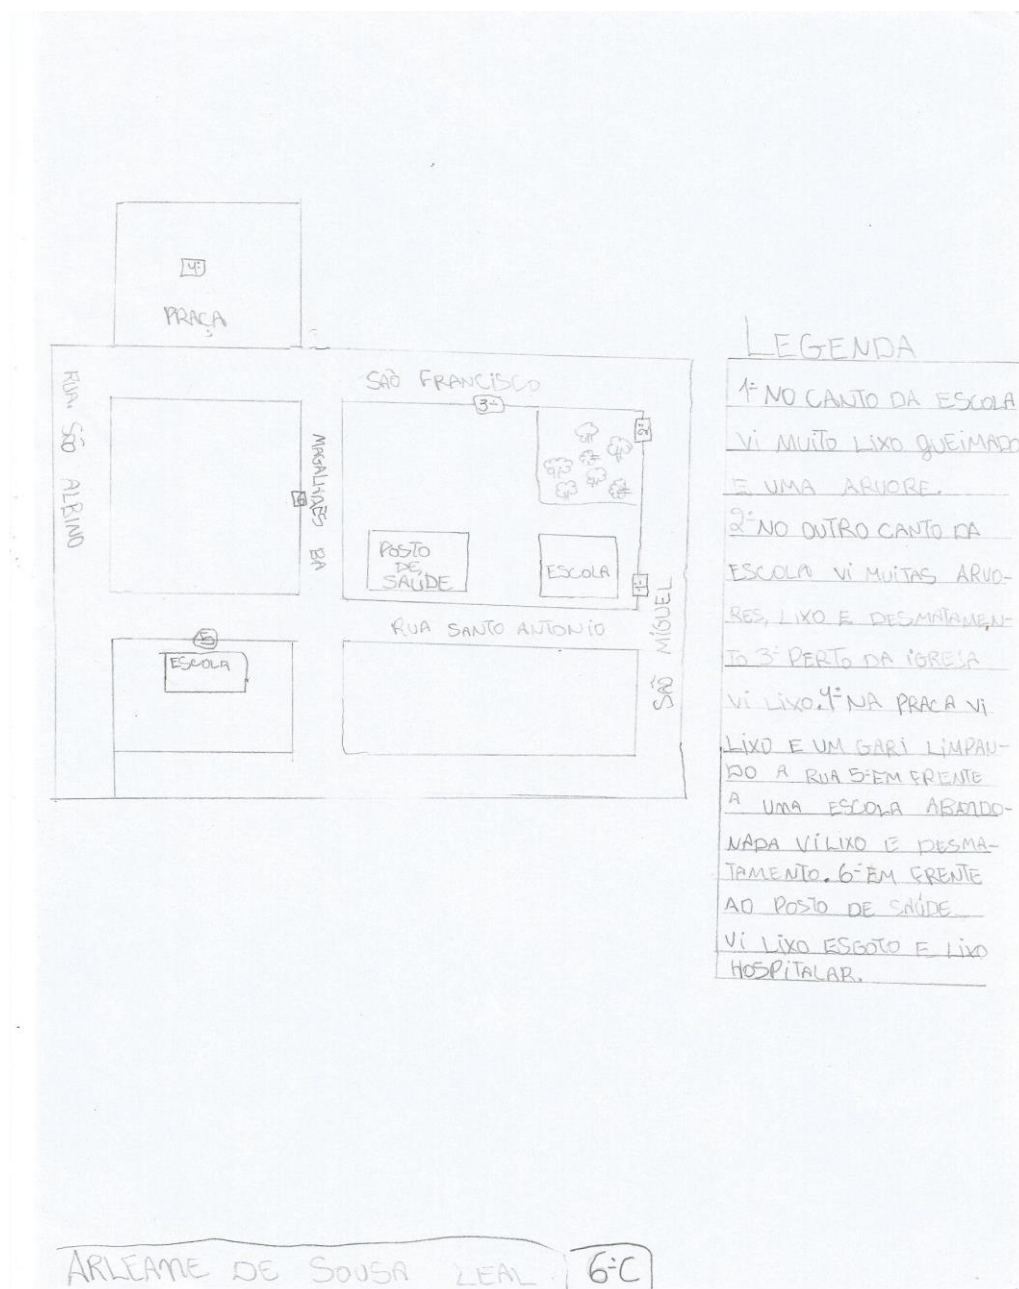 4º
PRAÇA
RUA. SÃO ALBINO
SAÕ FRANCISCO
3º
2º
MAGALHÃES
6
POSTO
DE
SAÚDE
ESCOLA
1º
RUA SANTO ANTONIO
SÃO MIGUEL
5º
ESCOLA
LEGENDA
1º NO CANTO DA ESCOLA
VI MUITO LIXO QUEIMADO
E UMA ARVORE.
2º NO OUTRO CANTO DA
ESCOLA VI MUITAS ARVO-
RES, LIXO E DESMATAMEN-
TO 3º PERTO DA IGREJA
VI LIXO. 4º NA PRACA VI
LIXO E UM GARI LIMPAN-
DO A RUA 5º EM FRENTE
A UMA ESCOLA ABANDO-
NADA VI LIXO E DESMA-
TAMENTO. 6º EM FRENTE
AO POSTO DE SAÚDE
VI LIXO ESGOTO E LIXO
HOSPITALAR.
ARLEANE DE SOUSA LEAL 6ºC